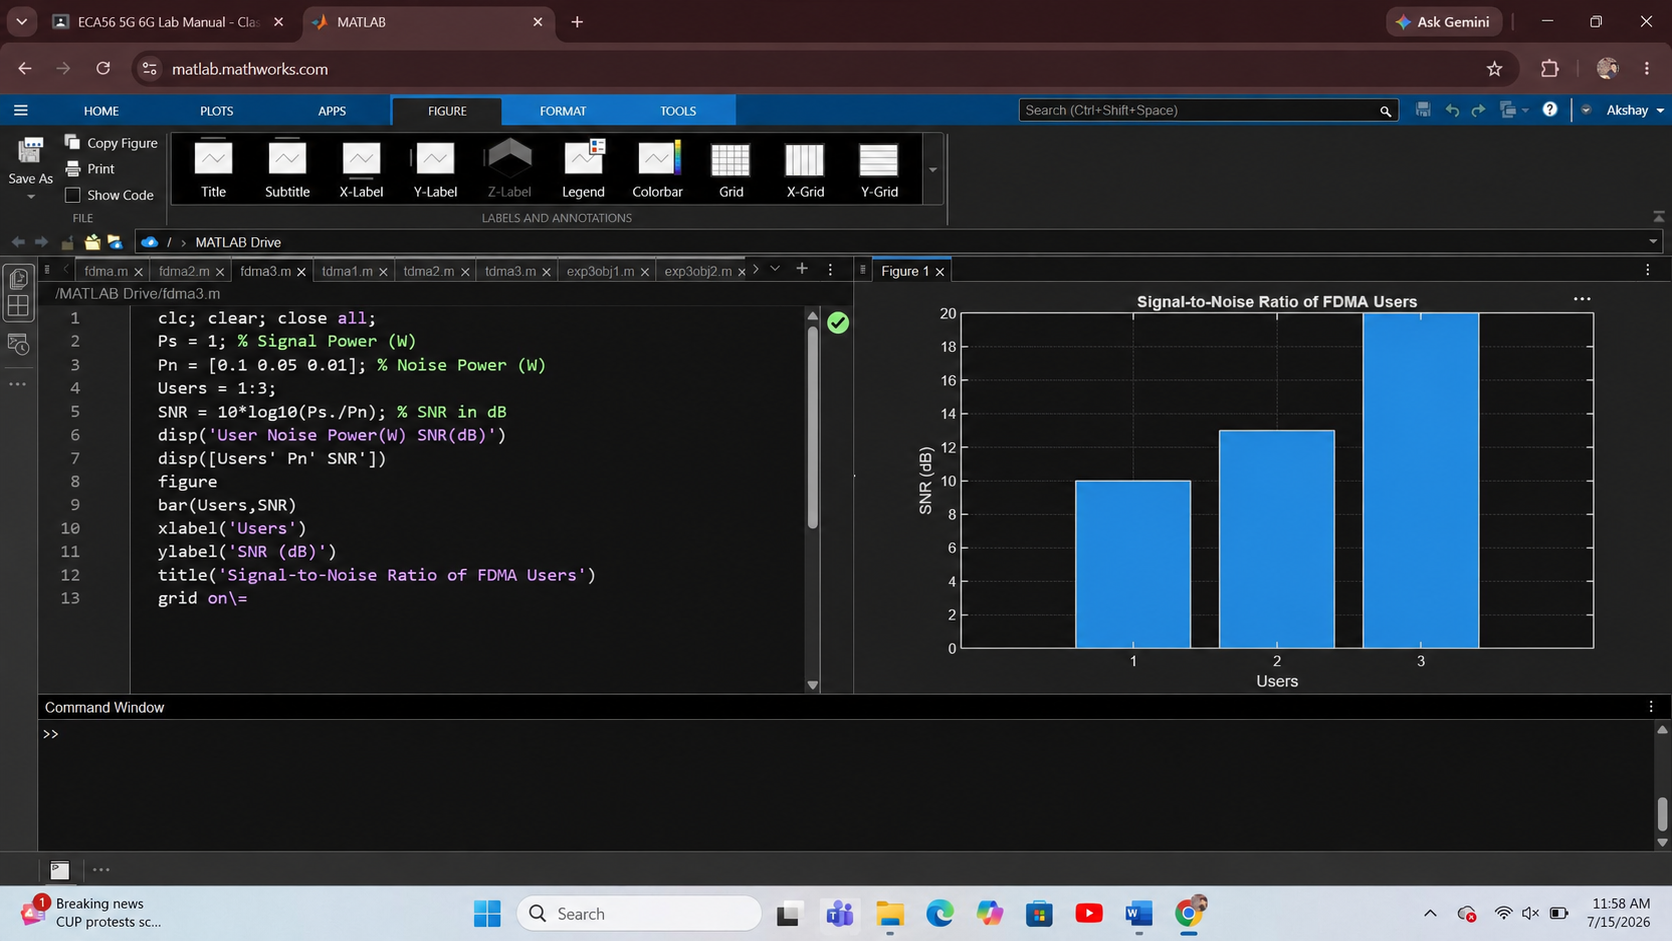 ECA56 5G 6G Lab Manual - Clas
MATLAB
Ask Gemini
matlab.mathworks.com
HOME
PLOTS
APPS
FIGURE
FORMAT
TOOLS
Search (Ctrl+Shift+Space)
Akshay
Save As
Copy Figure
Print
Show Code
FILE
Title
Subtitle
X-Label
Y-Label
Z-Label
Legend
Colorbar
Grid
X-Grid
Y-Grid
LABELS AND ANNOTATIONS
/ › MATLAB Drive
fdma.m
fdma2.m
fdma3.m
tdma1.m
tdma2.m
tdma3.m
exp3obj1.m
exp3obj2.m
/MATLAB Drive/fdma3.m
1 clc; clear; close all;
2 Ps = 1; % Signal Power (W)
3 Pn = [0.1 0.05 0.01]; % Noise Power (W)
4 Users = 1:3;
5 SNR = 10*log10(Ps./Pn); % SNR in dB
6 disp('User Noise Power(W) SNR(dB)')
7 disp([Users' Pn' SNR'])
8 figure
9 bar(Users,SNR)
10 xlabel('Users')
11 ylabel('SNR (dB)')
12 title('Signal-to-Noise Ratio of FDMA Users')
13 grid on\=
Figure 1
Signal-to-Noise Ratio of FDMA Users
20
18
16
14
12
10
8
6
4
2
0
SNR (dB)
1
2
3
Users
Command Window
>>
1
Breaking news
CUP protests sc...
Search
11:58 AM
7/15/2026